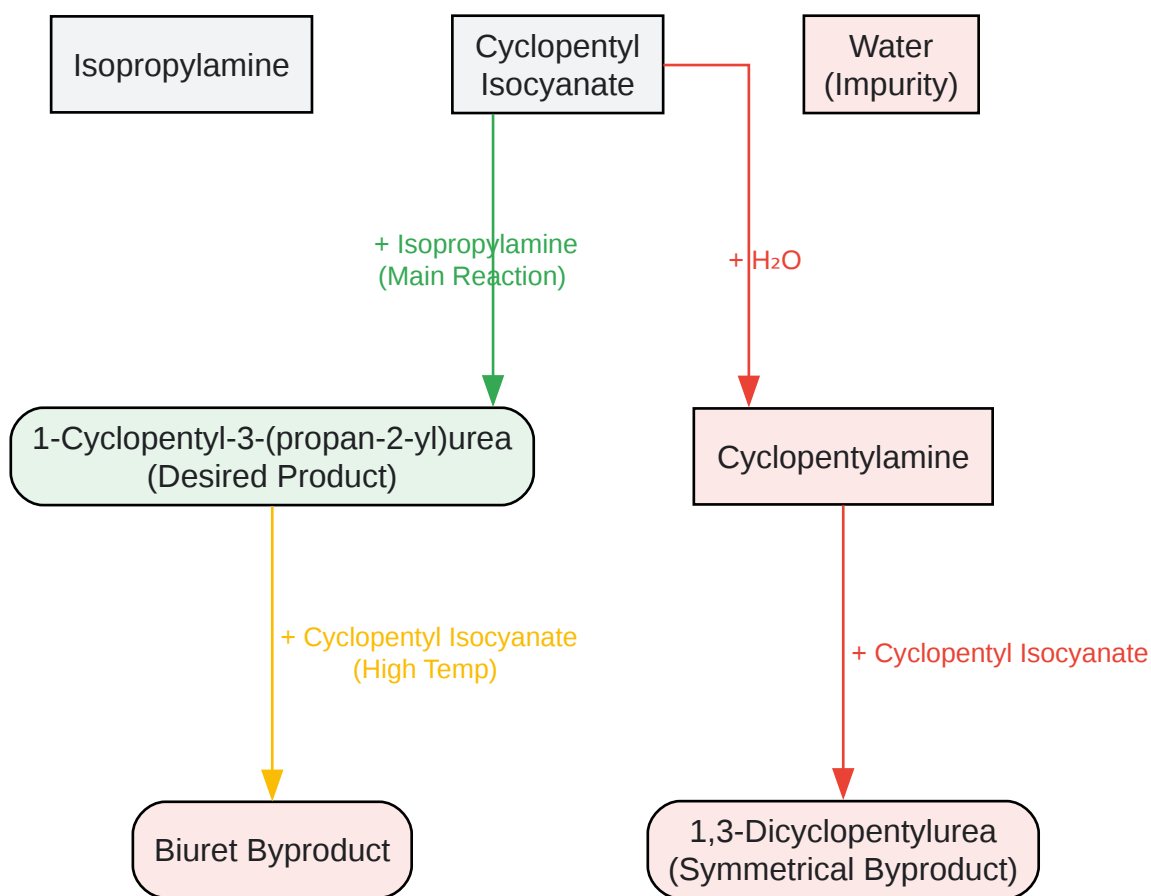 Isopropylamine
Cyclopentyl
Isocyanate
Water
(Impurity)
+ Isopropylamine
(Main Reaction)
+ H₂O
1-Cyclopentyl-3-(propan-2-yl)urea
(Desired Product)
Cyclopentylamine
+ Cyclopentyl Isocyanate
(High Temp)
+ Cyclopentyl Isocyanate
Biuret Byproduct
1,3-Dicyclopentylurea
(Symmetrical Byproduct)